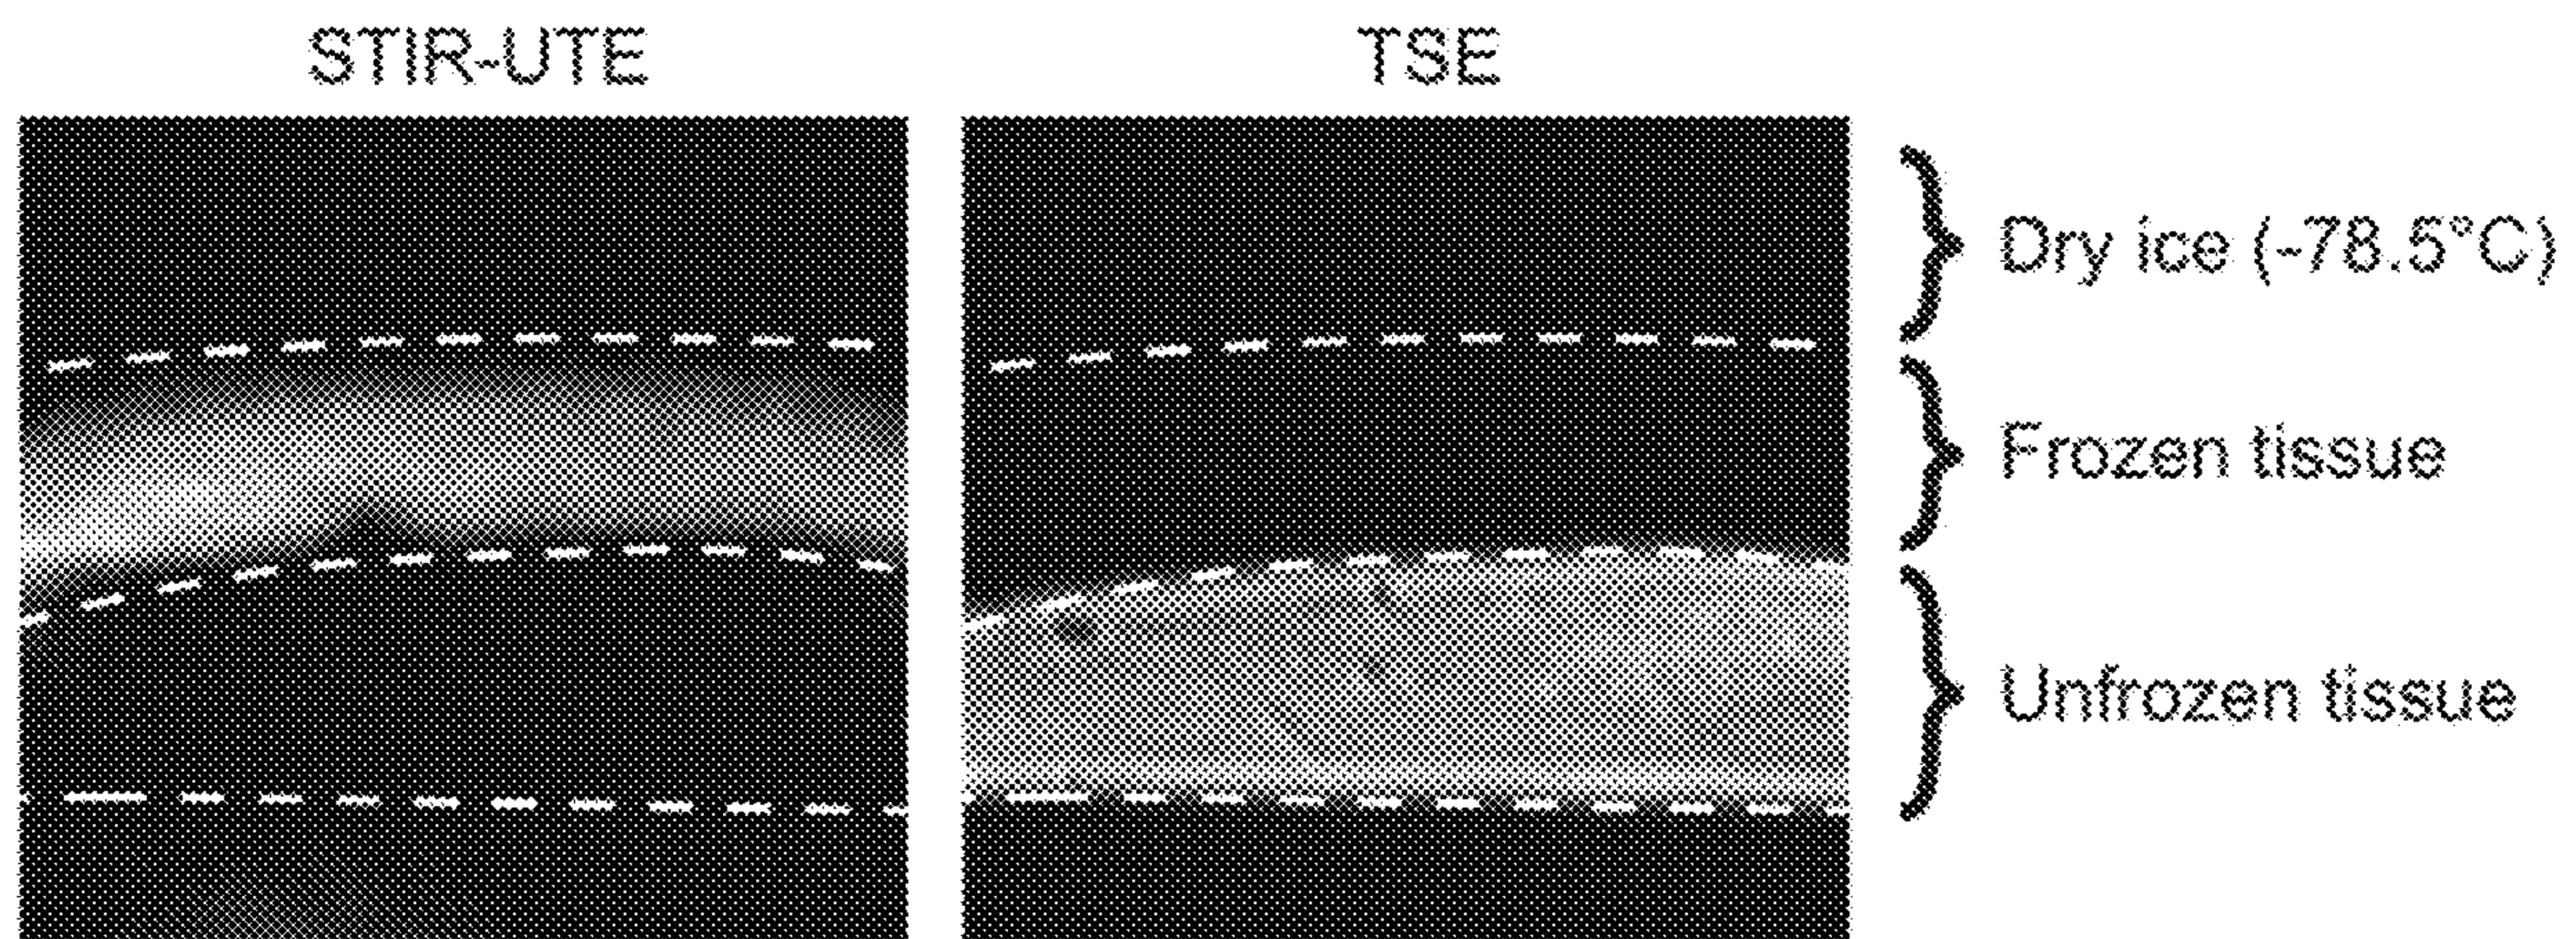 STIR-UTE
TSE
Dry ice (-78.5°C)
Frozen tissue
Unfrozen tissue